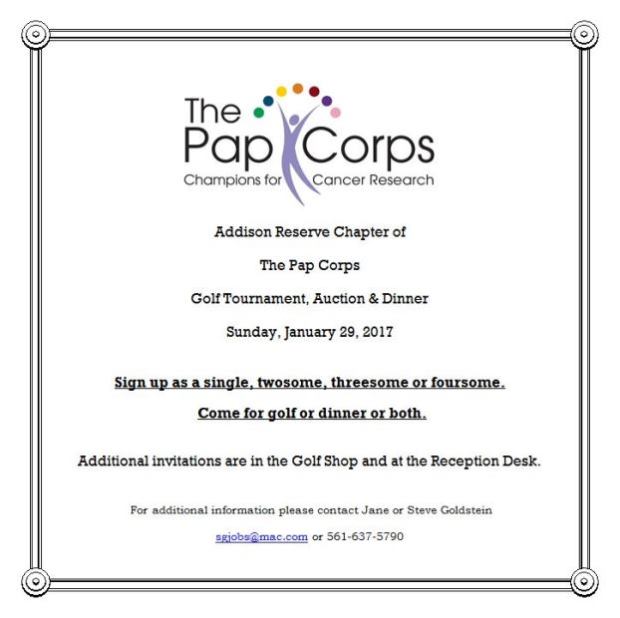 The
Pap Corps
Champions for Cancer Research
Addison Reserve Chapter of
The Pap Corps
Golf Tournament, Auction & Dinner
Sunday, January 29, 2017
Sign up as a single, twosome, threesome or foursome.
Come for golf or dinner or both.
Additional invitations are in the Golf Shop and at the Reception Desk.
For additional information please contact Jane or Steve Goldstein
sgjobs@mac.com or 561-637-5790